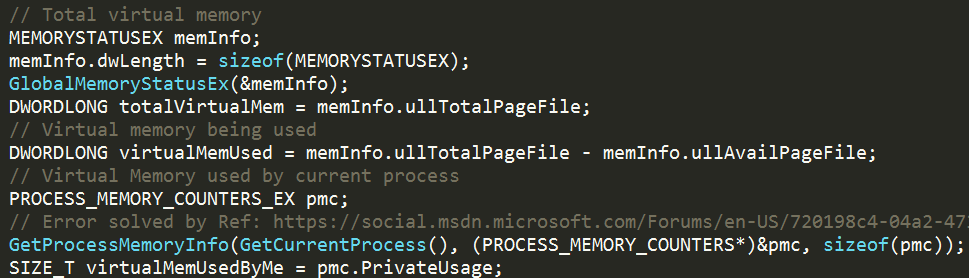 // Total virtual memory
MEMORYSTATUSEX memInfo;
memInfo.dwLength = sizeof(MEMORYSTATUSEX);
GlobalMemoryStatusEx(&memInfo);
DWORDLONG totalVirtualMem = memInfo.ullTotalPageFile;
// Virtual memory being used
DWORDLONG virtualMemUsed = memInfo.ullTotalPageFile - memInfo.ullAvailPageFile;
// Virtual Memory used by current process
PROCESS_MEMORY_COUNTERS_EX pmc;
// Error solved by Ref: https://social.msdn.microsoft.com/Forums/en-US/720198c4-04a2-47
GetProcessMemoryInfo(GetCurrentProcess(), (PROCESS_MEMORY_COUNTERS*)&pmc, sizeof(pmc));
SIZE_T virtualMemUsedByMe = pmc.PrivateUsage;